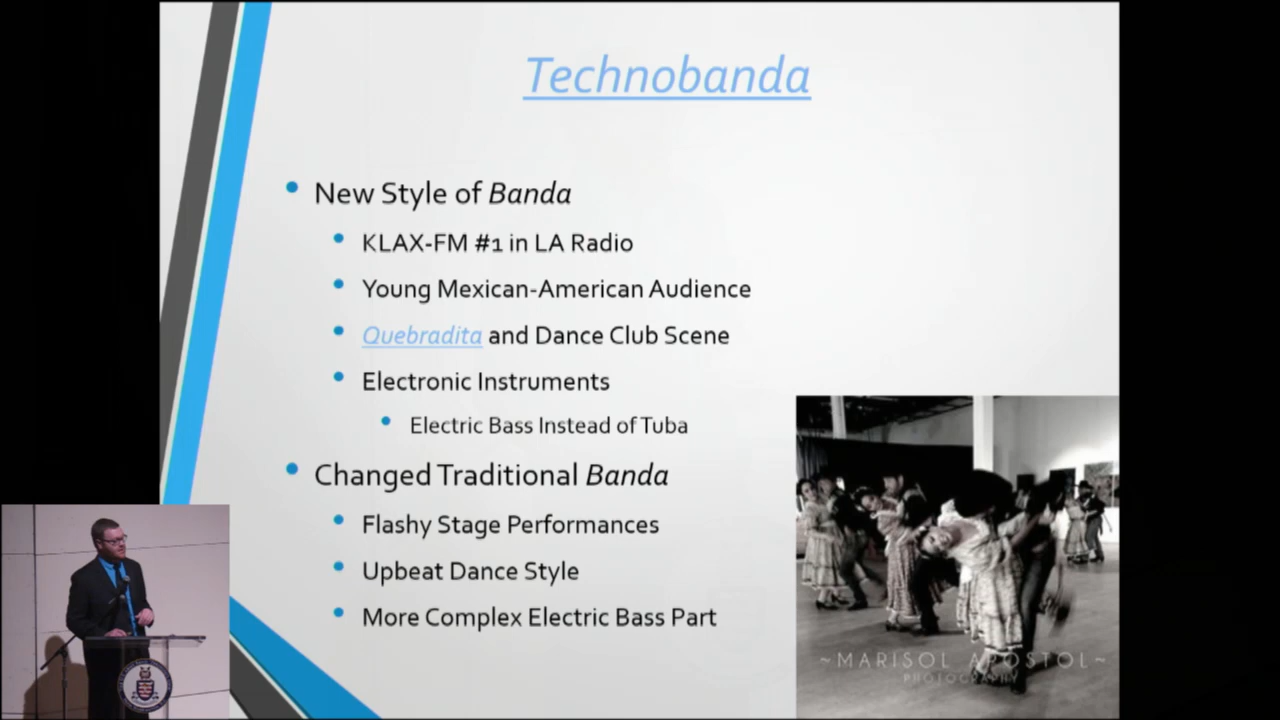 Technobanda
New Style of Banda
KLAX-FM #1 in LA Radio
Young Mexican-American Audience
Quebradita and Dance Club Scene
Electronic Instruments
Electric Bass Instead of Tuba
Changed Traditional Banda
Flashy Stage Performances
Upbeat Dance Style
More Complex Electric Bass Part
~MARISOL APOSTOL~
PHOTOGRAPHY